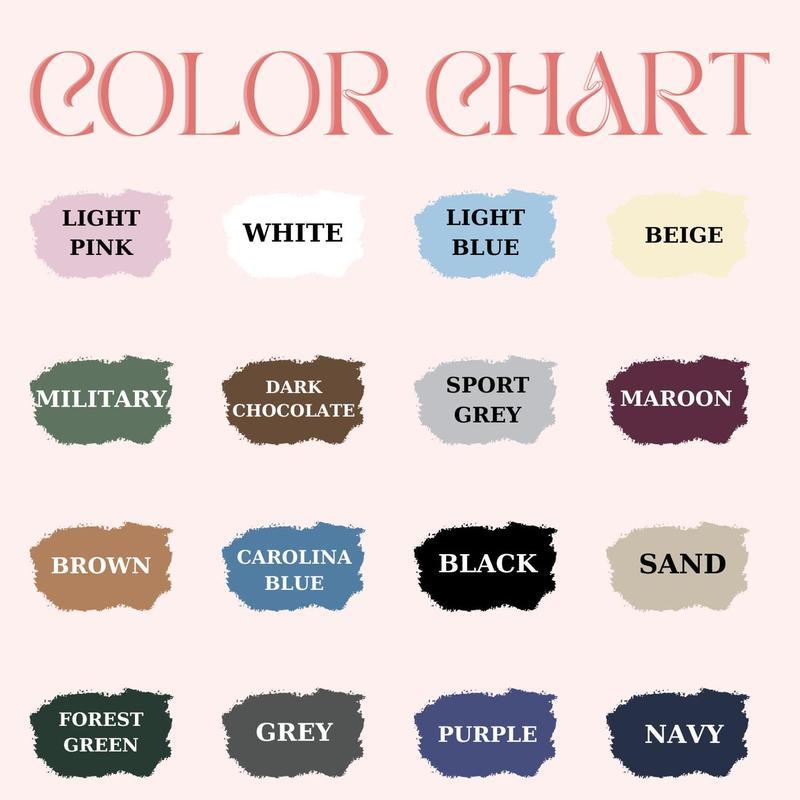 COLOR CHART
LIGHT
PINK
WHITE
LIGHT
BLUE
BEIGE
MILITARY
DARK
CHOCOLATE
SPORT
GREY
MAROON
BROWN
CAROLINA
BLUE
BLACK
SAND
FOREST
GREEN
GREY
PURPLE
NAVY